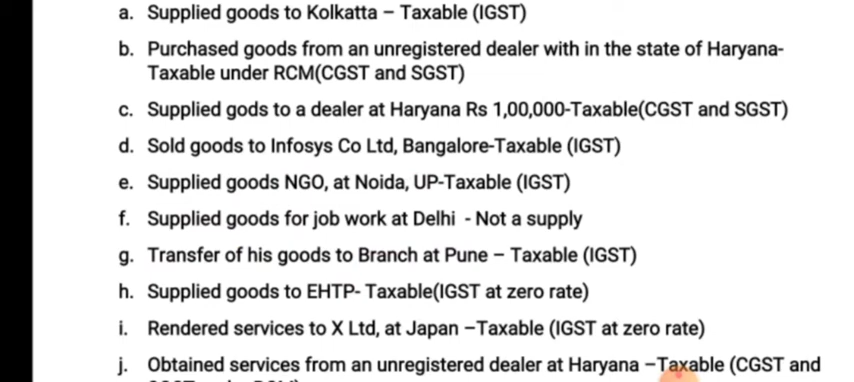 a. Supplied goods to Kolkatta – Taxable (IGST)
b. Purchased goods from an unregistered dealer with in the state of Haryana-
Taxable under RCM(CGST and SGST)
c. Supplied gods to a dealer at Haryana Rs 1,00,000-Taxable(CGST and SGST)
d. Sold goods to Infosys Co Ltd, Bangalore-Taxable (IGST)
e. Supplied goods NGO, at Noida, UP-Taxable (IGST)
f. Supplied goods for job work at Delhi - Not a supply
g. Transfer of his goods to Branch at Pune – Taxable (IGST)
h. Supplied goods to EHTP- Taxable(IGST at zero rate)
i. Rendered services to X Ltd, at Japan –Taxable (IGST at zero rate)
j. Obtained services from an unregistered dealer at Haryana –Taxable (CGST and